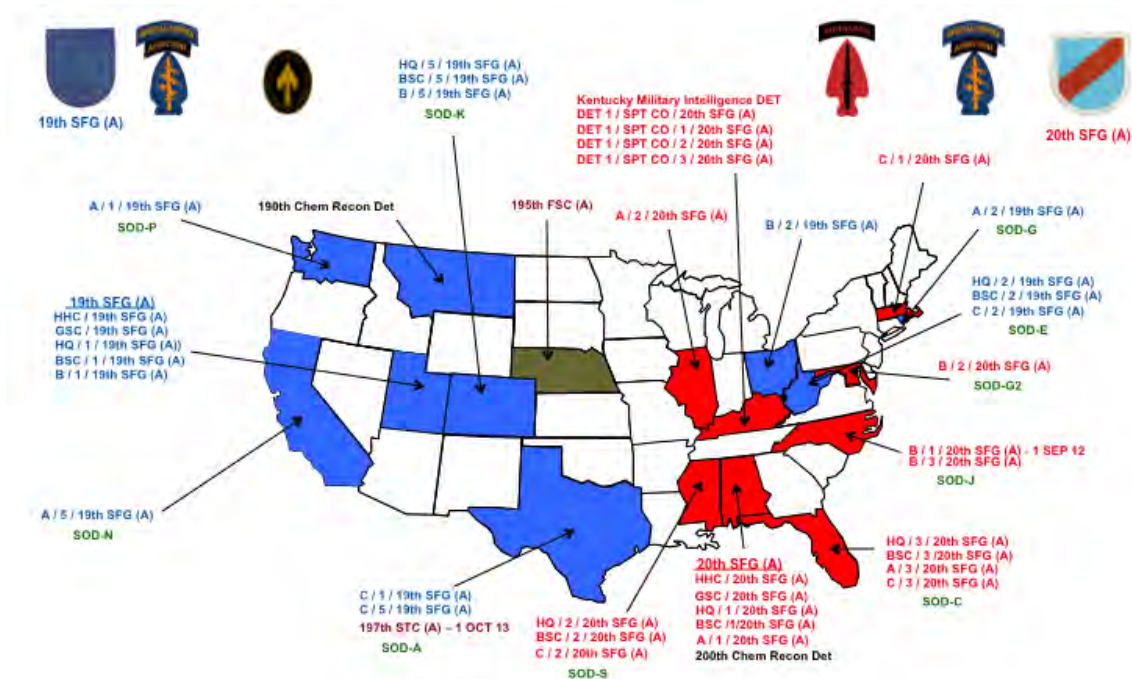 SPECIAL FORCES
AIRBORNE
19th SFG (A)
HQ / 5 / 19th SFG (A)
BSC / 5 / 19th SFG (A)
B / 5 / 19th SFG (A)
SOD-K
Kentucky Military Intelligence DET
DET 1 / SPT CO / 20th SFG (A)
DET 1 / SPT CO / 1 / 20th SFG (A)
DET 1 / SPT CO / 2 / 20th SFG (A)
DET 1 / SPT CO / 3 / 20th SFG (A)
AIRBORNE
SPECIAL FORCES
AIRBORNE
20th SFG (A)
C / 1 / 20th SFG (A)
A / 1 / 19th SFG (A)
SOD-P
190th Chem Recon Det
195th FSC (A)
A / 2 / 20th SFG (A)
B / 2 / 19th SFG (A)
A / 2 / 19th SFG (A)
SOD-G
19th SFG (A)
HHC / 19th SFG (A)
GSC / 19th SFG (A)
HQ / 1 / 19th SFG (A))
BSC / 1 / 19th SFG (A)
B / 1 / 19th SFG (A)
HQ / 2 / 19th SFG (A)
BSC / 2 / 19th SFG (A)
C / 2 / 19th SFG (A)
SOD-E
B / 2 / 20th SFG (A)
SOD-G2
B / 1 / 20th SFG (A) - 1 SEP 12
B / 3 / 20th SFG (A)
SOD-J
A / 5 / 19th SFG (A)
SOD-N
HQ / 3 / 20th SFG (A)
BSC / 3 /20th SFG (A)
A / 3 / 20th SFG (A)
C / 3 / 20th SFG (A)
SOD-C
C / 1 / 19th SFG (A)
C / 5 / 19th SFG (A)
197th STC (A) – 1 OCT 13
SOD-A
HQ / 2 / 20th SFG (A)
BSC / 2 / 20th SFG (A)
C / 2 / 20th SFG (A)
SOD-S
20th SFG (A)
HHC / 20th SFG (A)
GSC / 20th SFG (A)
HQ / 1 / 20th SFG (A)
BSC /1/20th SFG (A)
A / 1 / 20th SFG (A)
200th Chem Recon Det